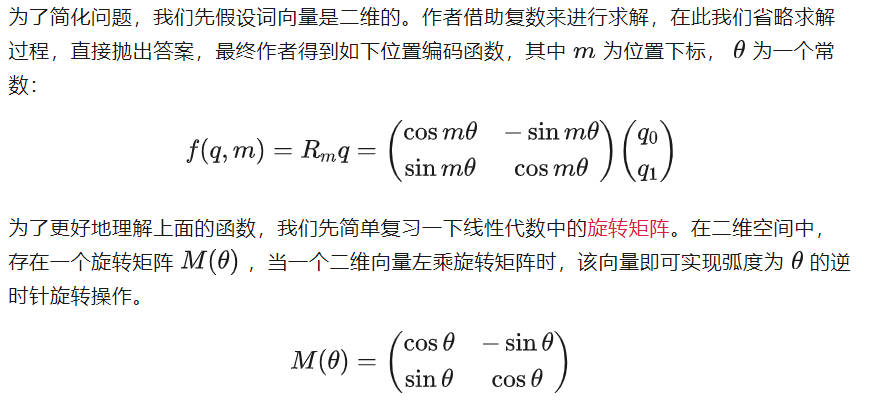 为了简化问题，我们先假设词向量是二维的。作者借助复数来进行求解，在此我们省略求解
过程，直接抛出答案，最终作者得到如下位置编码函数，其中 m 为位置下标， θ 为一个常
数：
f(q, m) = R_m q = \begin{pmatrix} \cos m\theta & -\sin m\theta \\ \sin m\theta & \cos m\theta \end{pmatrix} \begin{pmatrix} q_0 \\ q_1 \end{pmatrix}
为了更好地理解上面的函数，我们先简单复习一下线性代数中的旋转矩阵。在二维空间中，
存在一个旋转矩阵 M(θ) ，当一个二维向量左乘旋转矩阵时，该向量即可实现弧度为 θ 的逆
时针旋转操作。
M(\theta) = \begin{pmatrix} \cos \theta & -\sin \theta \\ \sin \theta & \cos \theta \end{pmatrix}